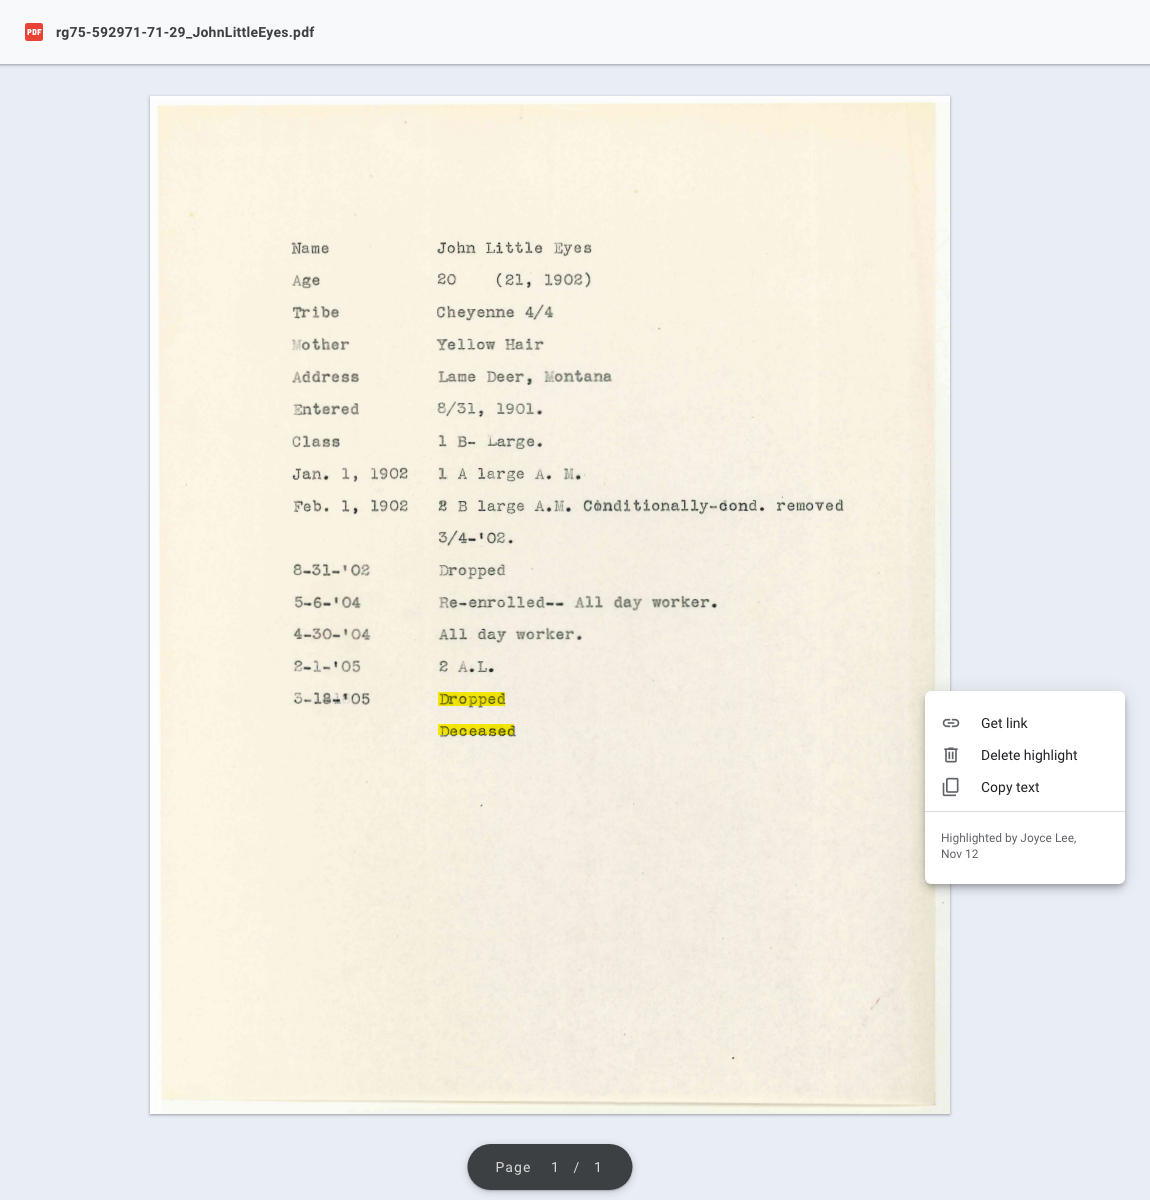 PDF rg75-592971-71-29_JohnLittleEyes.pdf
Name John Little Eyes
Age 20 (21, 1902)
Tribe Cheyenne 4/4
Mother Yellow Hair
Address Lame Deer, Montana
Entered 8/31, 1901.
Class 1 B- Large.
Jan. 1, 1902 1 A large A. M.
Feb. 1, 1902 2 B large A.M. Conditionally-cond. removed
3/4-'02.
8-31-'02 Dropped
5-6-'04 Re-enrolled-- All day worker.
4-30-'04 All day worker.
2-1-'05 2 A.L.
'05 Dropped
Deceased
Get link
Delete highlight
Copy text
Highlighted by Joyce Lee,
Nov 12
Page 1 / 1